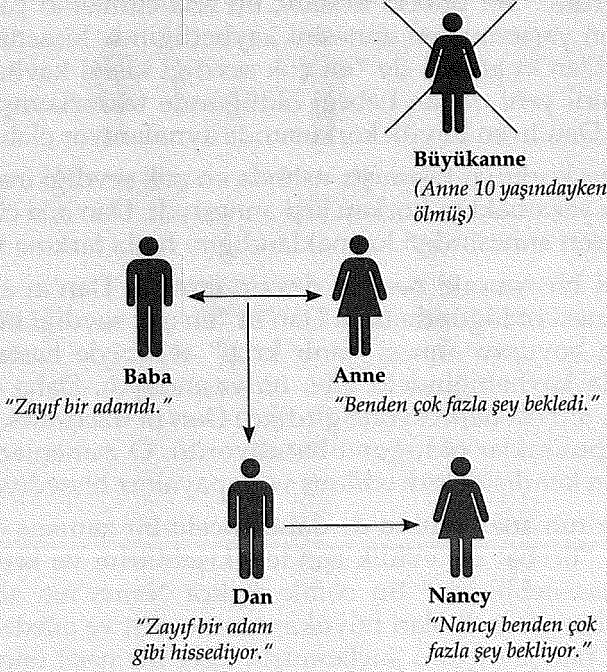 Büyükanne
(Anne 10 yaşındayken
ölmüş)
Baba
"Zayıf bir adamdı."
Anne
"Benden çok fazla şey bekledi."
Dan
"Zayıf bir adam
gibi hissediyor."
Nancy
"Nancy benden çok
fazla şey bekliyor."